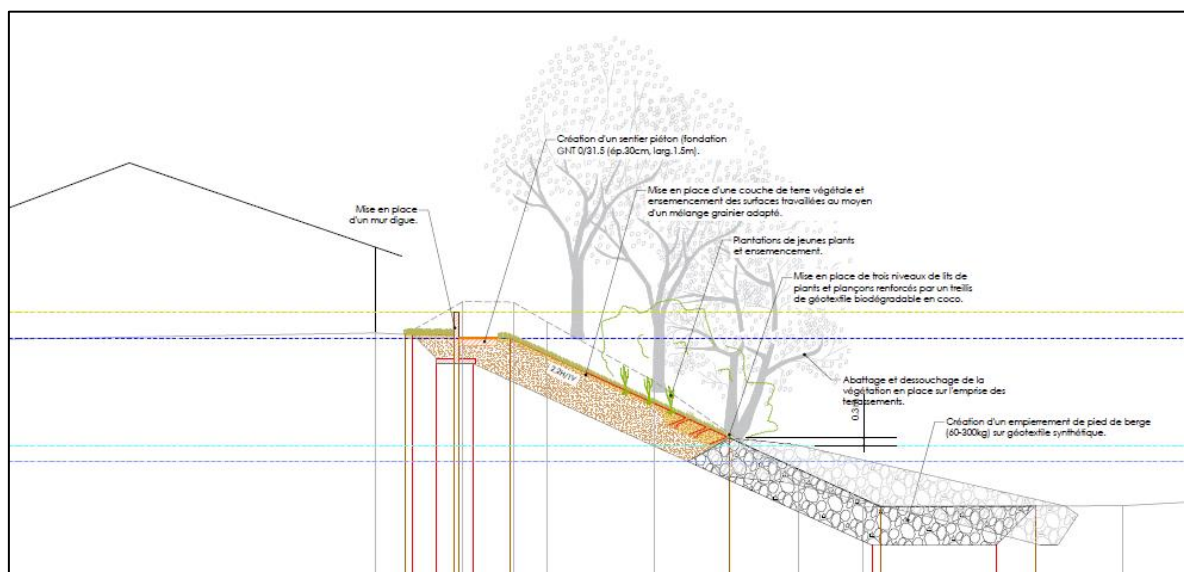 Création d'un sentier piéton (fondation
GNT 0/31.5 (ép.30cm, larg.1.5m).
Mise en place d'une couche de terre végétale et
ensemencement des surfaces travaillées au moyen
d'un mélange grainier adapté.
Mise en place
d'un mur digue.
Plantations de jeunes plants
et ensemencement.
Mise en place de trois niveaux de lits de
plants et plançons renforcés par un treillis
de géotextile biodégradable en coco.
2.2H/1V
Abattage et dessouchage de la
végétation en place sur l'emprise des
terrassements.
Création d'un empierrement de pied de berge
(60-300kg) sur géotextile synthétique.